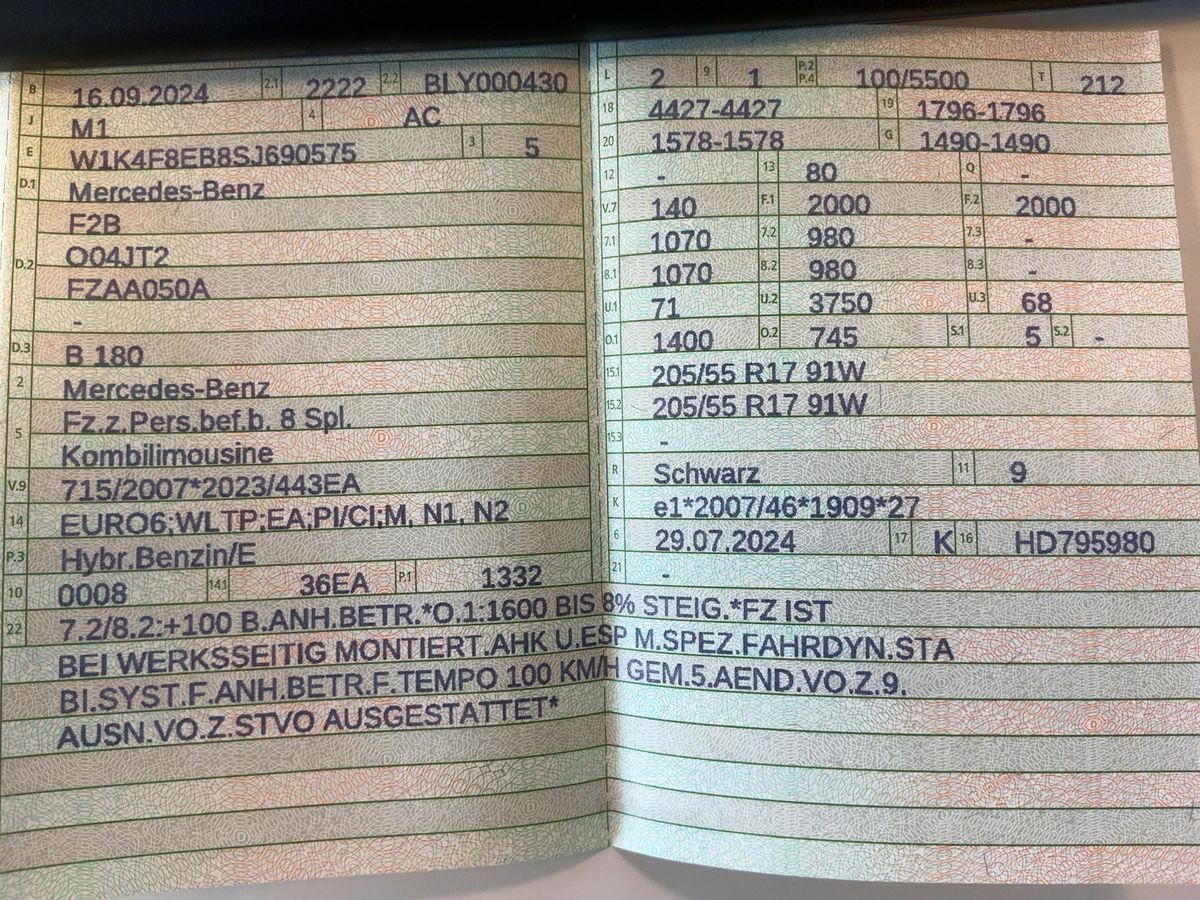 B 16.09.2024 2.1 2222 2.2 BLY000430
J M1 4 AC
E W1K4F8EB8SJ690575 3 5
D.1 Mercedes-Benz
F2B
D.2 O04JT2
FZAA050A
-
D.3 B 180
2 Mercedes-Benz
5 Fz.z.Pers.bef.b. 8 Spl.
Kombilimousine
V.9 715/2007*2023/443EA
14 EURO6;WLTP;EA;PI/CI;M, N1, N2
P.3 Hybr.Benzin/E
10 0008 14.1 36EA P.1 1332
L 2 9 1 P.2 P.4 100/5500 T 212
18 4427-4427 19 1796-1796
20 1578-1578 G 1490-1490
12 - 13 80 Q -
V.7 140 F.1 2000 F.2 2000
7.1 1070 7.2 980 7.3 -
8.1 1070 8.2 980 8.3 -
U.1 71 U.2 3750 U.3 68
O.1 1400 O.2 745 S.1 5 S.2 -
15.1 205/55 R17 91W
15.2 205/55 R17 91W
15.3 -
R Schwarz 11 9
K e1*2007/46*1909*27
6 29.07.2024 17 K 16 HD795980
21 -
22 7.2/8.2:+100 B.ANH.BETR.*O.1:1600 BIS 8% STEIG.*FZ IST
BEI WERKSSEITIG MONTIERT.AHK U.ESP M.SPEZ.FAHRDYN.STA
BI.SYST.F.ANH.BETR.F.TEMPO 100 KM/H GEM.5.AEND.VO.Z.9.
AUSN.VO.Z.STVO AUSGESTATTET*